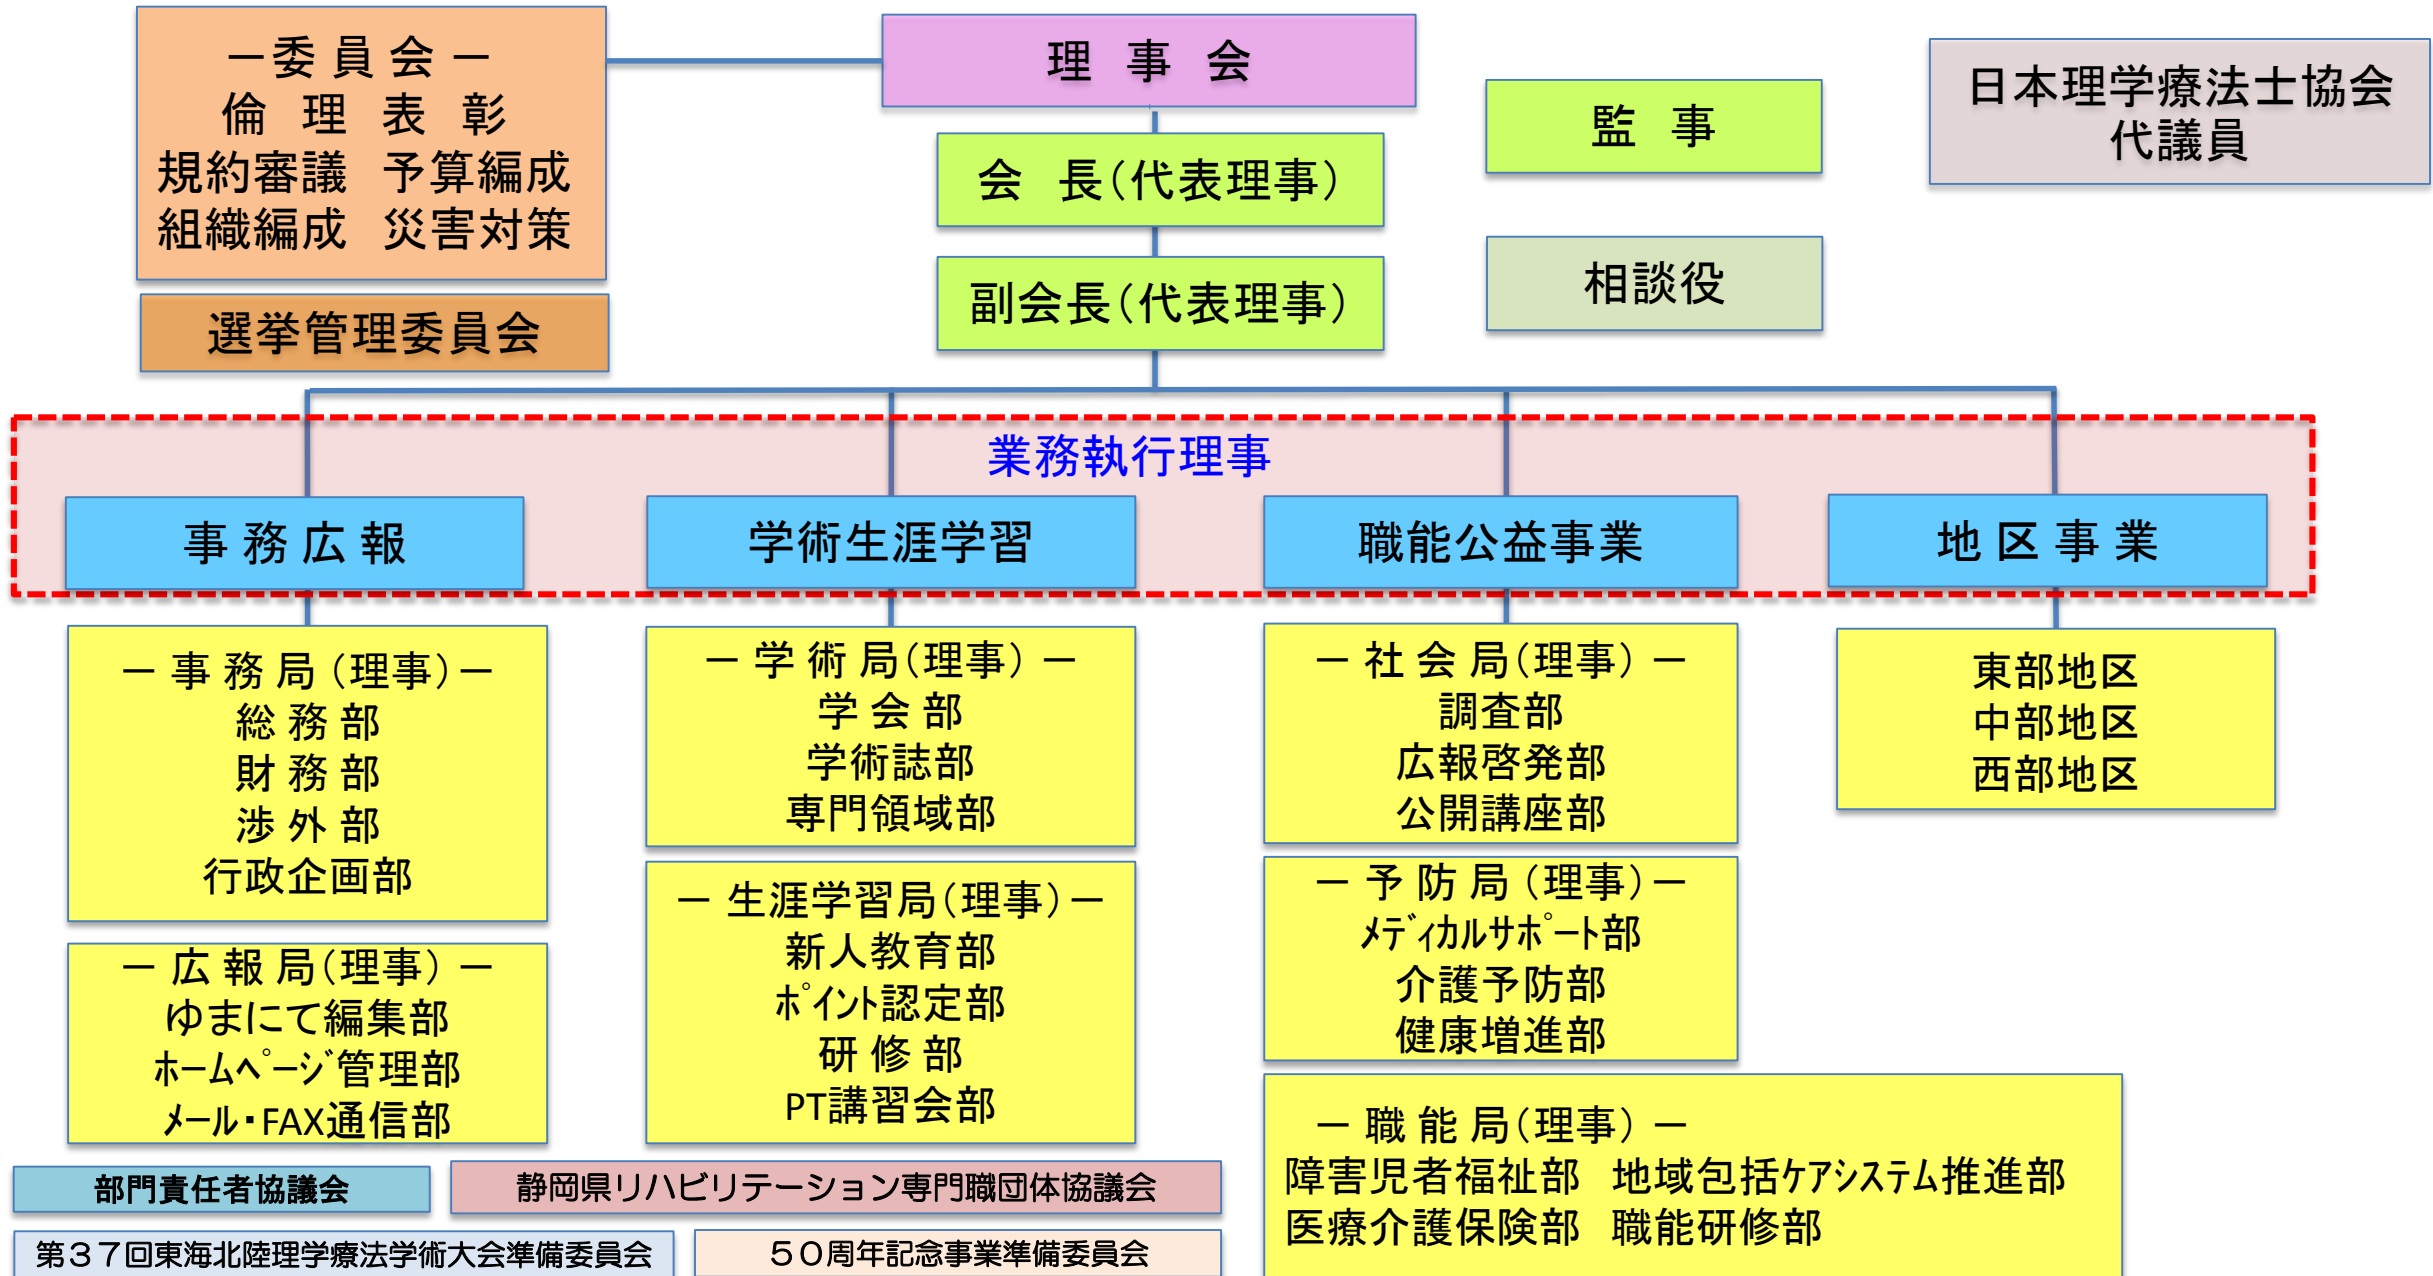 －委 員 会 －
倫　理　表　彰
規約審議　予算編成
組織編成　災害対策
選挙管理委員会
理　事　会
会　長（代表理事）
副会長（代表理事）
監　事
相談役
日本理学療法士協会
代議員
業務執行理事
事 務 広 報
学術生涯学習
職能公益事業
地 区 事 業
－ 事 務 局 （理事）－
総 務 部
財 務 部
渉 外 部
行政企画部
－ 広 報 局（理事） －
ゆまにて編集部
ﾎｰﾑﾍﾟｰｼﾞ管理部
ﾒｰﾙ・FAX通信部
－ 学 術 局（理事） －
学 会 部
学術誌部
専門領域部
－ 生涯学習局（理事）－
新人教育部
ﾎﾟｲﾝﾄ認定部
研 修 部
PT講習会部
－ 社 会 局（理事） －
調査部
広報啓発部
公開講座部
－ 予 防 局 （理事）－
ﾒﾃﾞｨｶﾙｻﾎﾟｰﾄ部
介護予防部
健康増進部
－ 職 能 局（理事） －
障害児者福祉部　地域包括ｹｱｼｽﾃﾑ推進部
医療介護保険部　職能研修部
東部地区
中部地区
西部地区
部門責任者協議会
静岡県リハビリテーション専門職団体協議会
第３７回東海北陸理学療法学術大会準備委員会
５０周年記念事業準備委員会